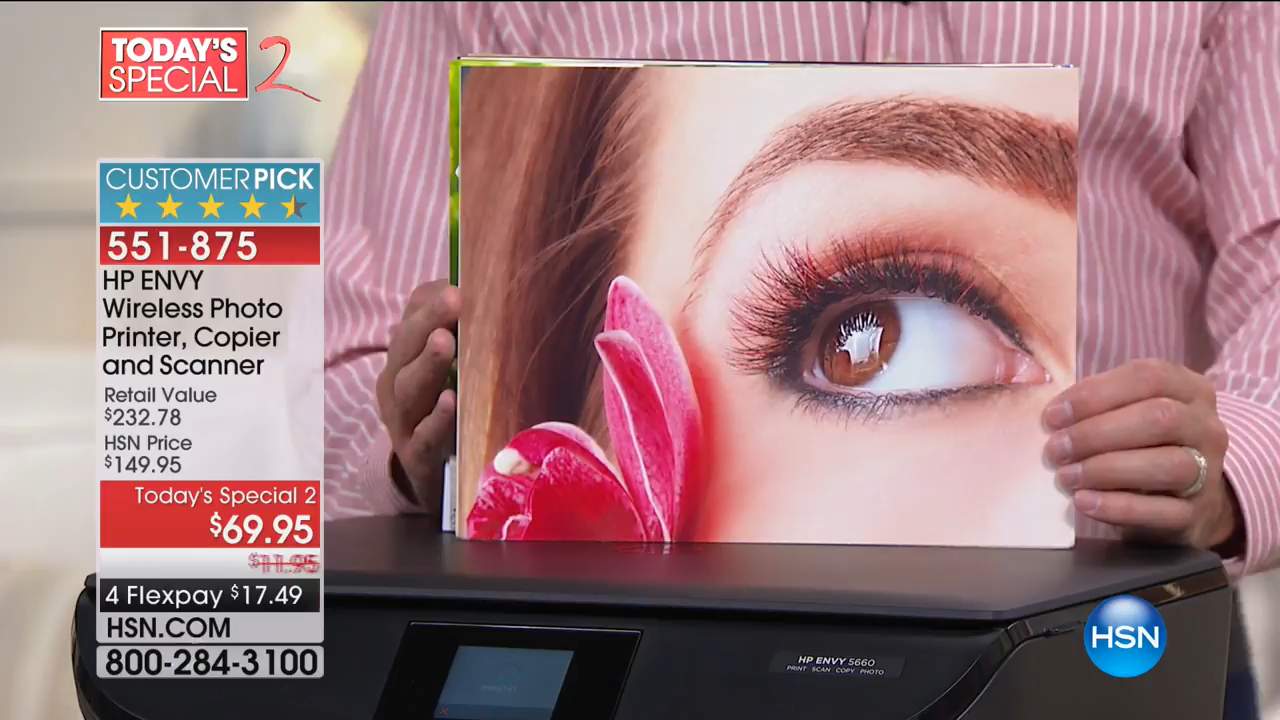 TODAY'S
SPECIAL 2
CUSTOMER PICK
551-875
HP ENVY
Wireless Photo
Printer, Copier
and Scanner
Retail Value
$232.78
HSN Price
$149.95
Today's Special 2
$69.95
4 Flexpay $17.49
HSN.COM
800-284-3100
HP ENVY 5660
PRINT SCAN COPY PHOTO
HSN